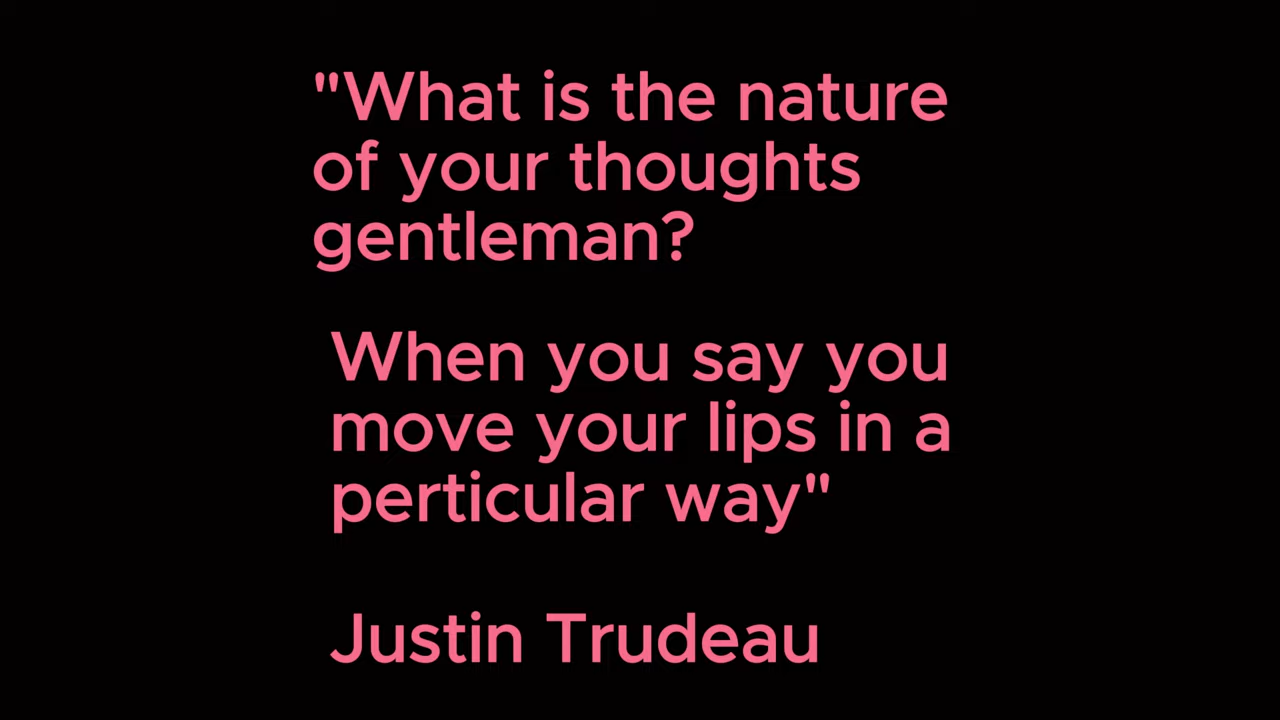 "What is the nature
of your thoughts
gentleman?
When you say you
move your lips in a
perticular way"
Justin Trudeau